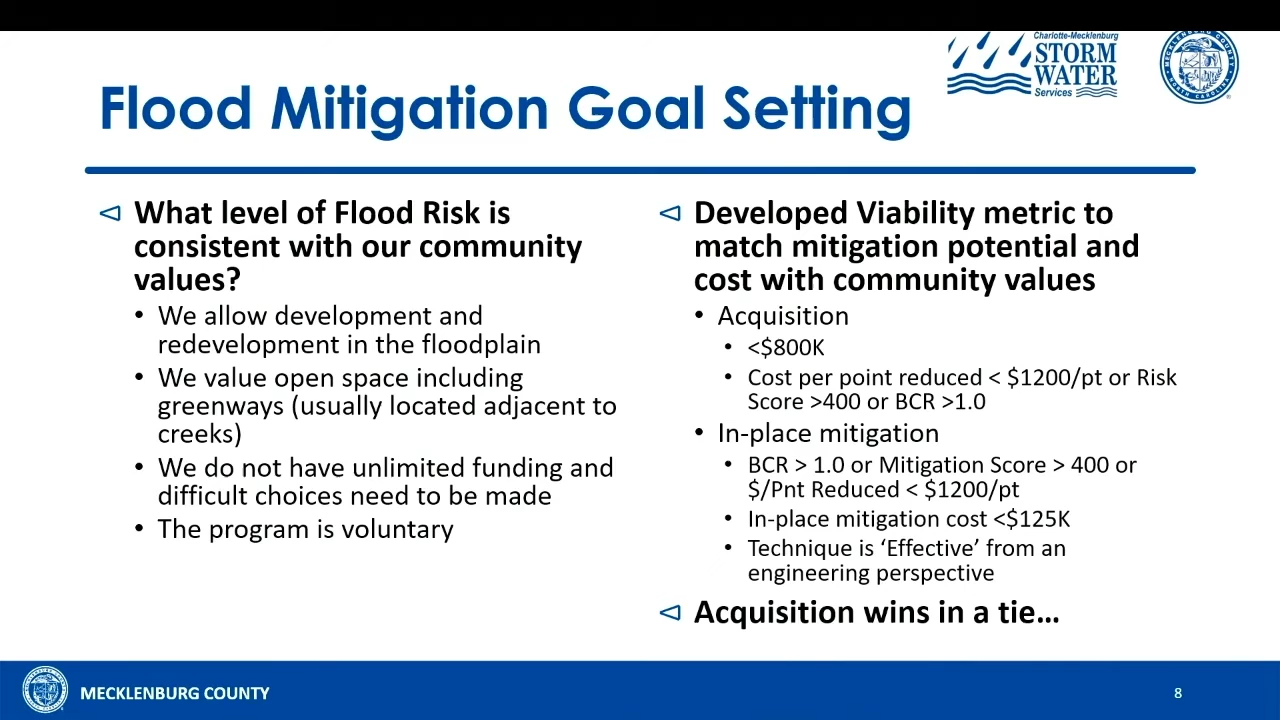 Charlotte-Mecklenburg
STORM
WATER
Services
Flood Mitigation Goal Setting
What level of Flood Risk is
consistent with our community
values?
• We allow development and
redevelopment in the floodplain
• We value open space including
greenways (usually located adjacent to
creeks)
• We do not have unlimited funding and
difficult choices need to be made
• The program is voluntary
Developed Viability metric to
match mitigation potential and
cost with community values
• Acquisition
• <$800K
• Cost per point reduced < $1200/pt or Risk
Score >400 or BCR >1.0
• In-place mitigation
• BCR > 1.0 or Mitigation Score > 400 or
$/Pnt Reduced < $1200/pt
• In-place mitigation cost <$125K
• Technique is ‘Effective’ from an
engineering perspective
Acquisition wins in a tie…
MECKLENBURG COUNTY
8